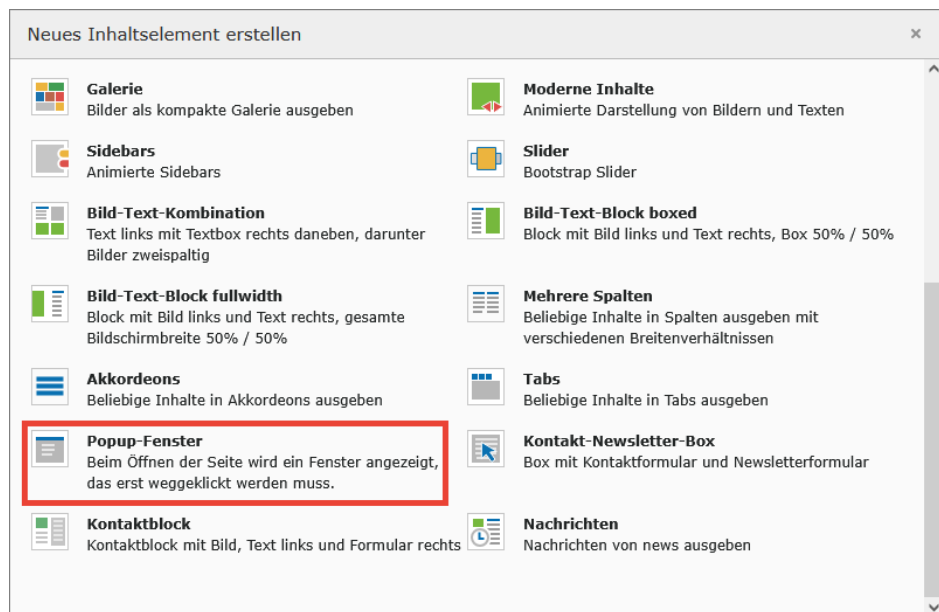 Neues Inhaltselement erstellen ×
Galerie
Bilder als kompakte Galerie ausgeben
Moderne Inhalte
Animierte Darstellung von Bildern und Texten
Sidebars
Animierte Sidebars
Slider
Bootstrap Slider
Bild-Text-Kombination
Text links mit Textbox rechts daneben, darunter
Bilder zweispaltig
Bild-Text-Block boxed
Block mit Bild links und Text rechts, Box 50% / 50%
Bild-Text-Block fullwidth
Block mit Bild links und Text rechts, gesamte
Bildschirmbreite 50% / 50%
Mehrere Spalten
Beliebige Inhalte in Spalten ausgeben mit
verschiedenen Breitenverhältnissen
Akkordeons
Beliebige Inhalte in Akkordeons ausgeben
Tabs
Beliebige Inhalte in Tabs ausgeben
Popup-Fenster
Beim Öffnen der Seite wird ein Fenster angezeigt,
das erst weggeklickt werden muss.
Kontakt-Newsletter-Box
Box mit Kontaktformular und Newsletterformular
Kontaktblock
Kontaktblock mit Bild, Text links und Formular rechts
Nachrichten
Nachrichten von news ausgeben